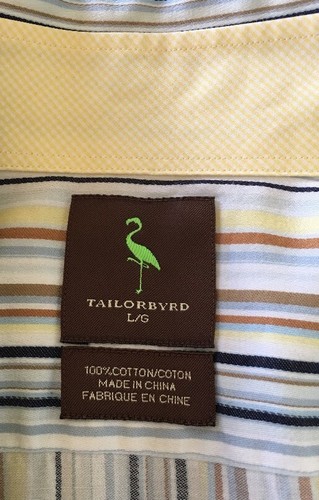 TAILORBYRD
L/G
100% COTTON/COTON
MADE IN CHINA
FABRIQUE EN CHINE